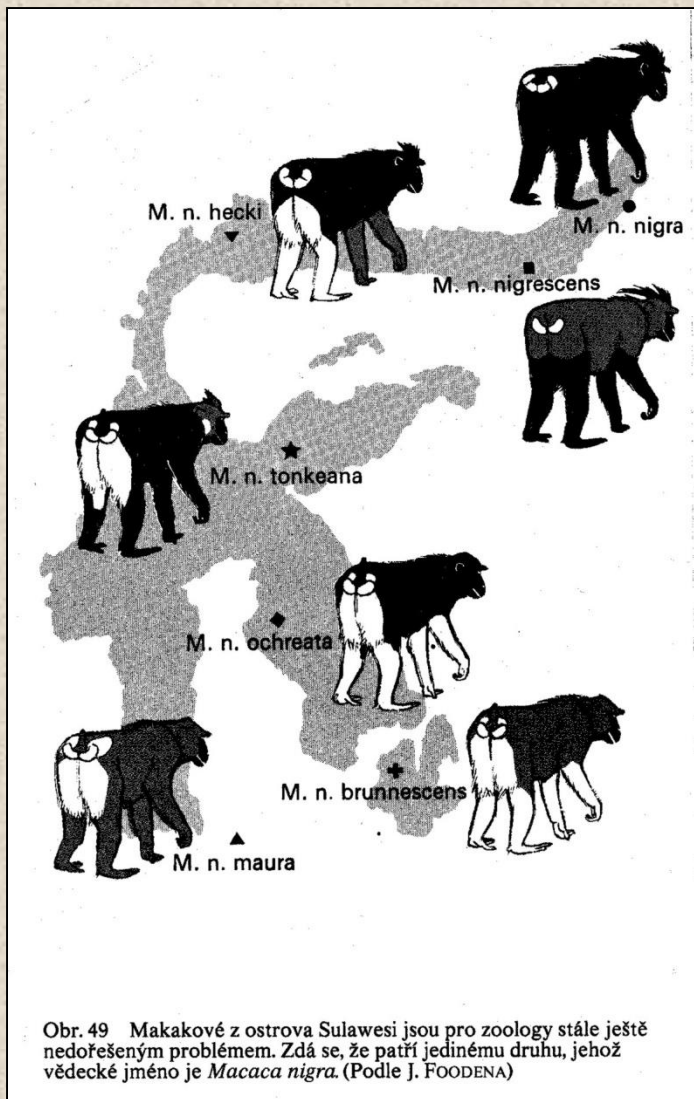 M. n. hecki
M. n. nigra
M. n. nigrescens
M. n. tonkeana
M. n. ochreata
M. n. brunnescens
M. n. maura
Obr. 49 Makakové z ostrova Sulawesi jsou pro zoology stále ještě
nedořešeným problémem. Zdá se, že patří jedinému druhu, jehož
vědecké jméno je Macaca nigra. (Podle J. FOODENA)